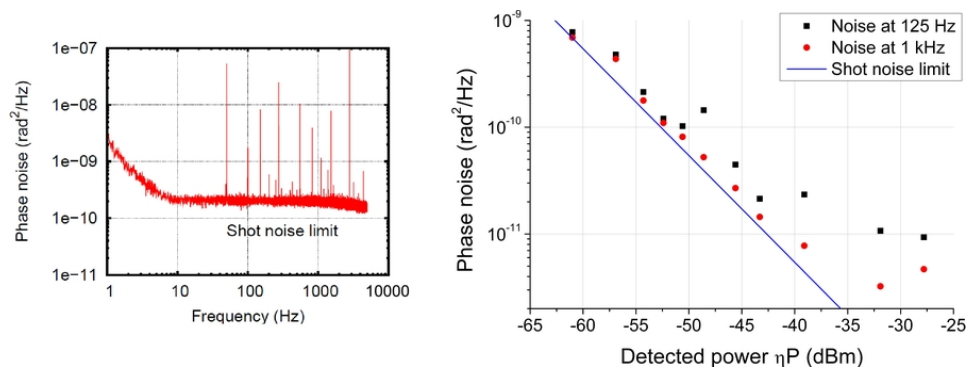 Phase noise (rad²/Hz)
1e−07
1e−08
1e−09
1e−10
1e−11
Shot noise limit
1 10 100 1000 10000
Frequency (Hz)
Phase noise (rad²/Hz)
10⁻⁹
10⁻¹⁰
10⁻¹¹
Noise at 125 Hz
Noise at 1 kHz
Shot noise limit
-65 -60 -55 -50 -45 -40 -35 -30 -25
Detected power ηP (dBm)